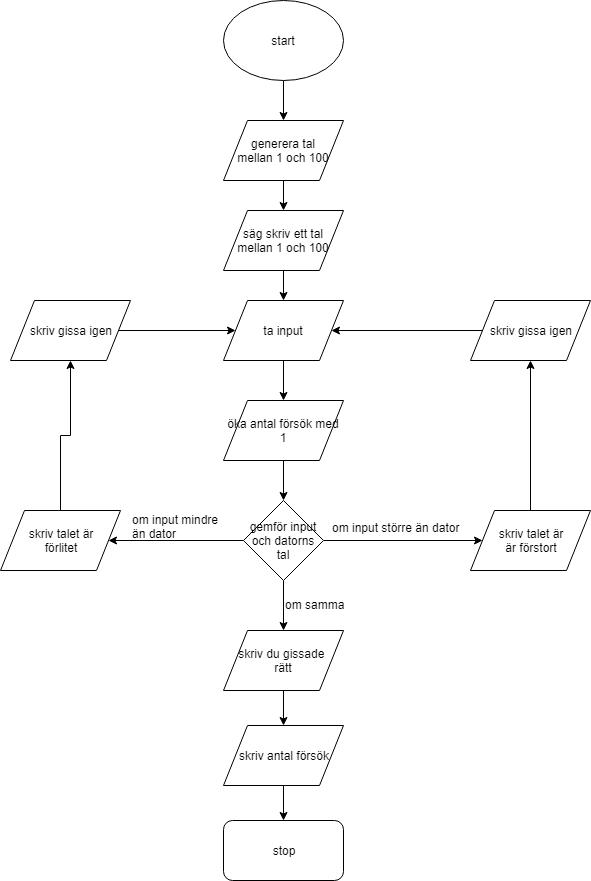 start
generera tal
mellan 1 och 100
säg skriv ett tal
mellan 1 och 100
skriv gissa igen
ta input
skriv gissa igen
öka antal försök med
1
om input mindre
än dator
gemför input
och datorns
tal
om input större än dator
skriv talet är
förlitet
skriv talet är
är förstort
om samma
skriv du gissade
rätt
skriv antal försök
stop